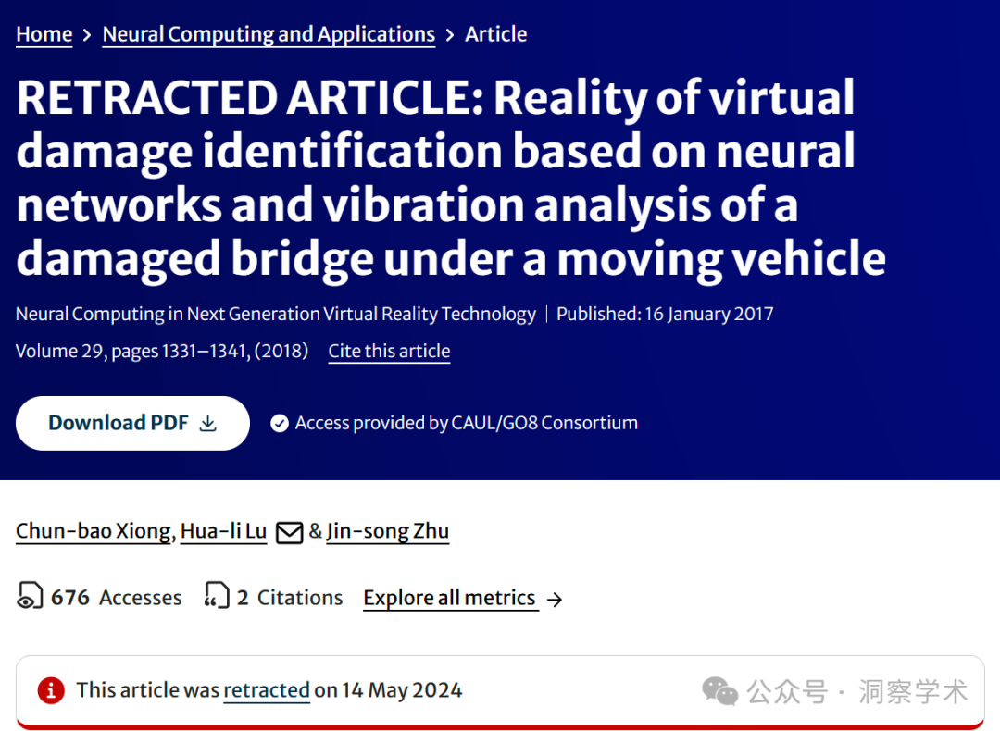 Home > Neural Computing and Applications > Article
RETRACTED ARTICLE: Reality of virtual
damage identification based on neural
networks and vibration analysis of a
damaged bridge under a moving vehicle
Neural Computing in Next Generation Virtual Reality Technology | Published: 16 January 2017
Volume 29, pages 1331–1341, (2018) Cite this article
Download PDF Access provided by CAUL/GO8 Consortium
Chun-bao Xiong, Hua-li Lu & Jin-song Zhu
676 Accesses 2 Citations Explore all metrics →
This article was retracted on 14 May 2024
公众号 · 洞察学术